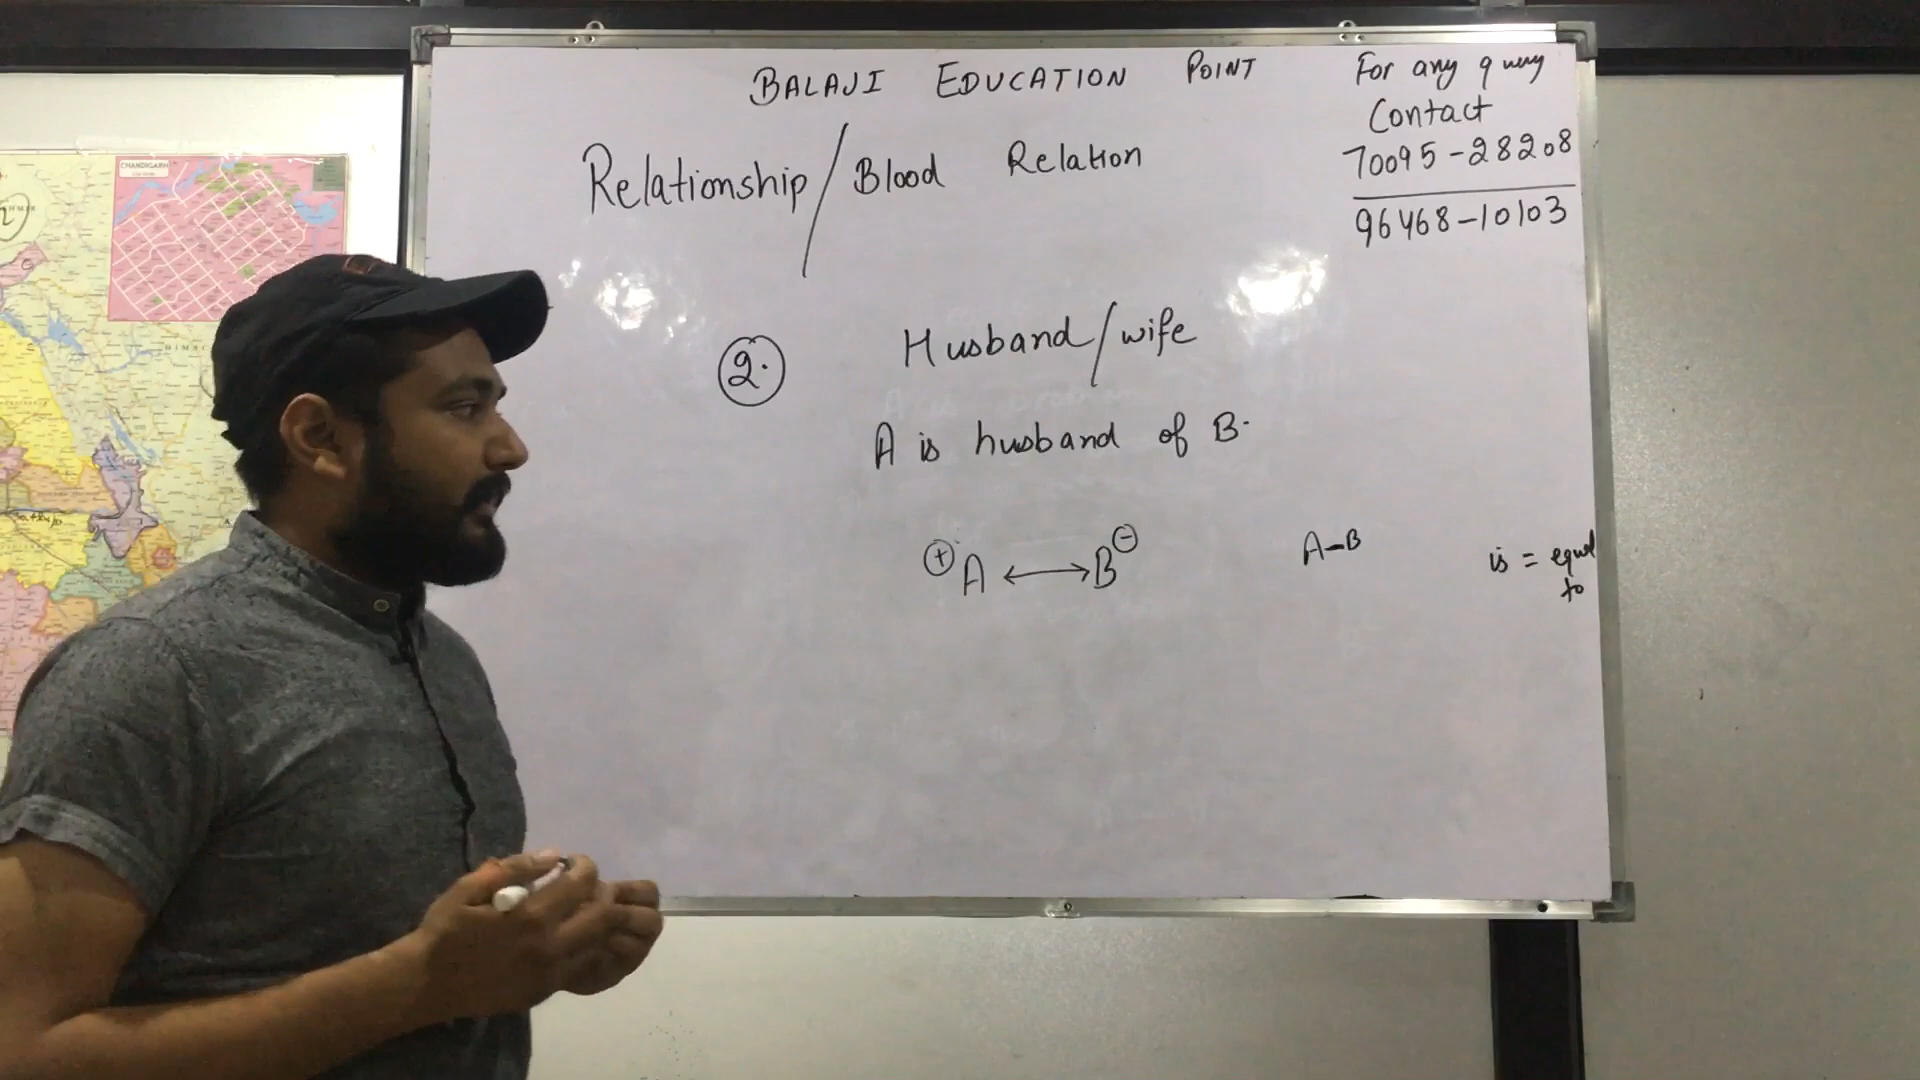 BALAJI EDUCATION POINT
For any query
Contact
70095-28208
96468-10103
Relationship/Blood Relation
2.
Husband/wife
A is husband of B.
+A ↔ B-
A-B
is = equal
to
CHANDIGARH